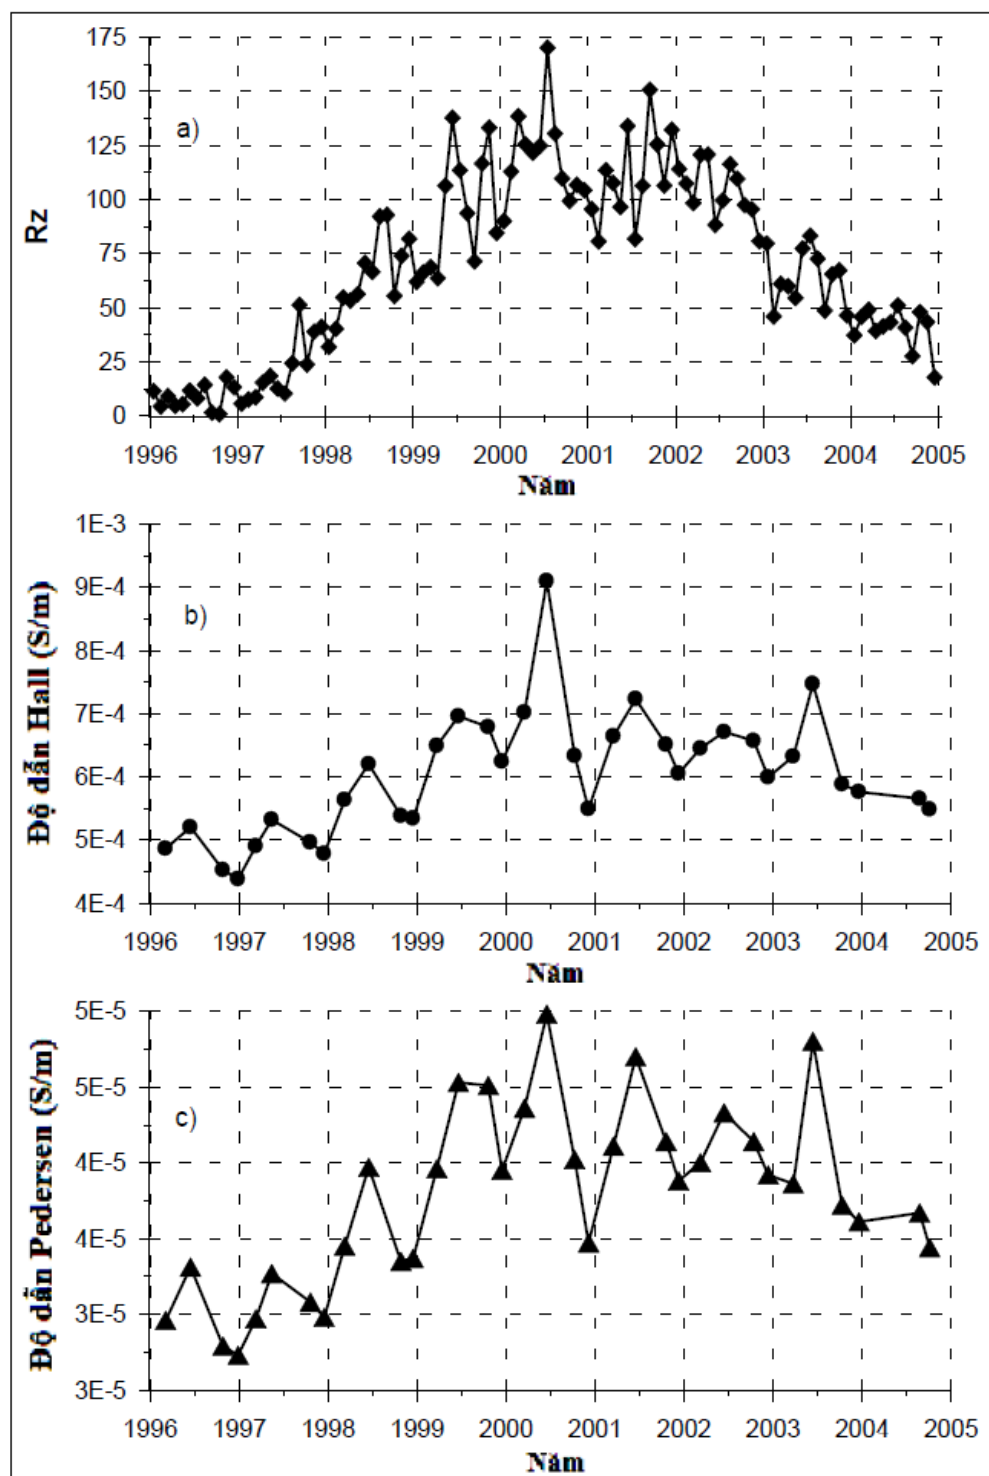 175
150
125
100
75
50
25
0
Rz
a)
1996 1997 1998 1999 2000 2001 2002 2003 2004 2005
Năm
1E-3
9E-4
8E-4
7E-4
6E-4
5E-4
4E-4
Độ dẫn Hall (S/m)
b)
1996 1997 1998 1999 2000 2001 2002 2003 2004 2005
Năm
5E-5
5E-5
4E-5
4E-5
3E-5
3E-5
Độ dẫn Pedersen (S/m)
c)
1996 1997 1998 1999 2000 2001 2002 2003 2004 2005
Năm